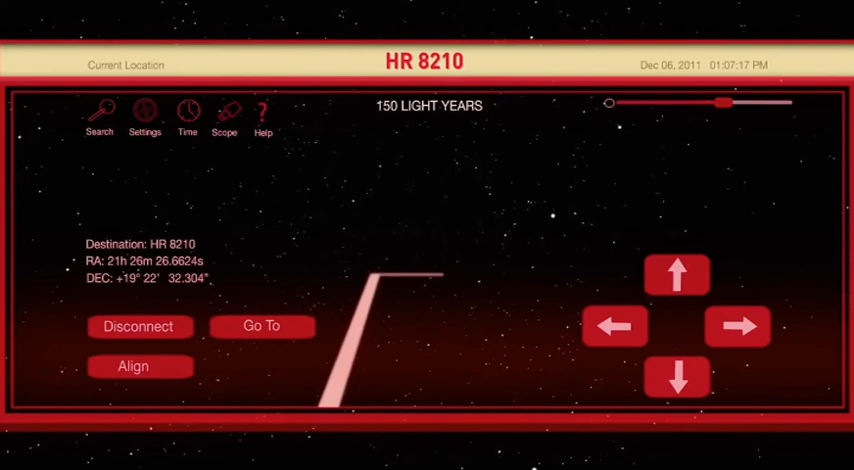 Current Location
HR 8210
Dec 06, 2011 01:07:17 PM
150 LIGHT YEARS
Search
Settings
Time
Scope
Help
Destination: HR 8210
RA: 21h 26m 26.6624s
DEC: +19° 22' 32.304"
Disconnect
Go To
Align